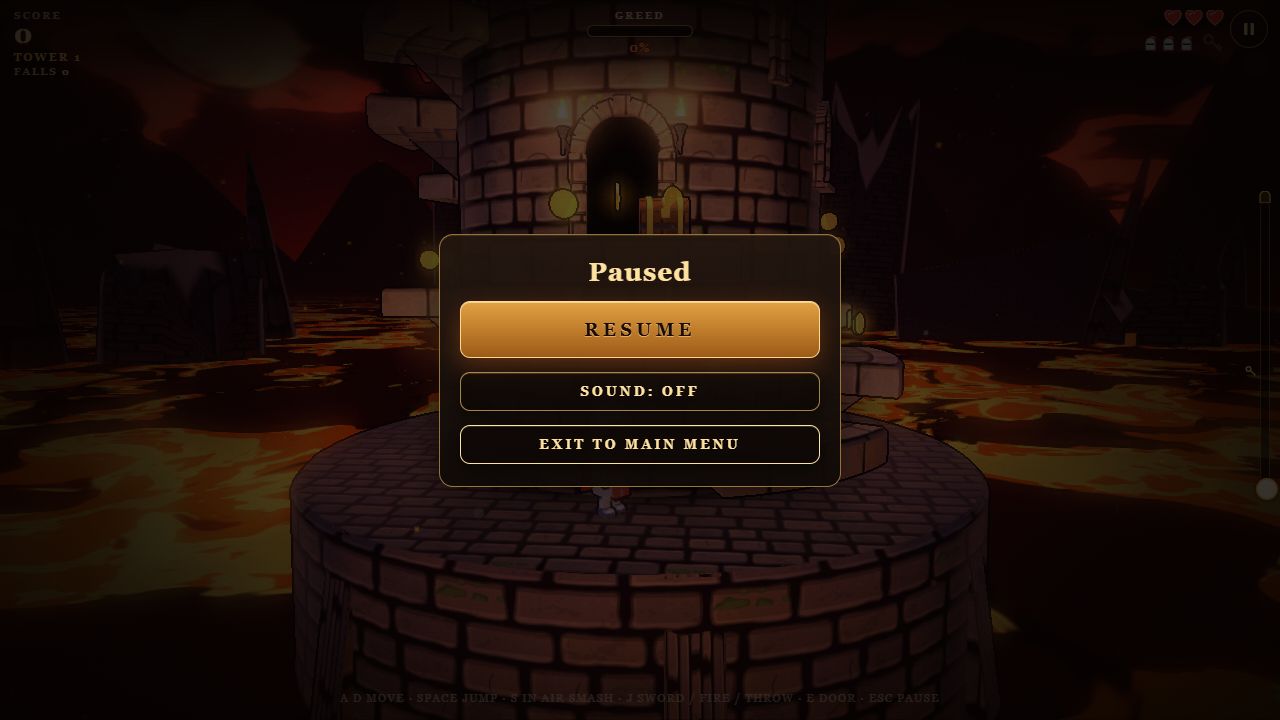 SCORE
0
TOWER 1
FALLS 0
GREED
0%
Paused
RESUME
SOUND: OFF
EXIT TO MAIN MENU
A D MOVE · SPACE JUMP · S IN AIR SMASH · J SWORD / FIRE / THROW · E DOOR · ESC PAUSE